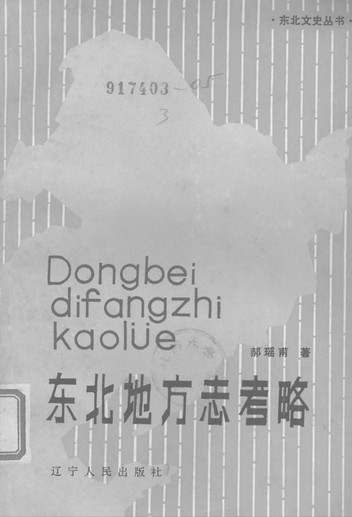 ·东北文史丛书·
917403-05
3
Dongbei
difangzhi
kaolüe
郝瑶甫 著
东北地方志考略
辽宁人民出版社